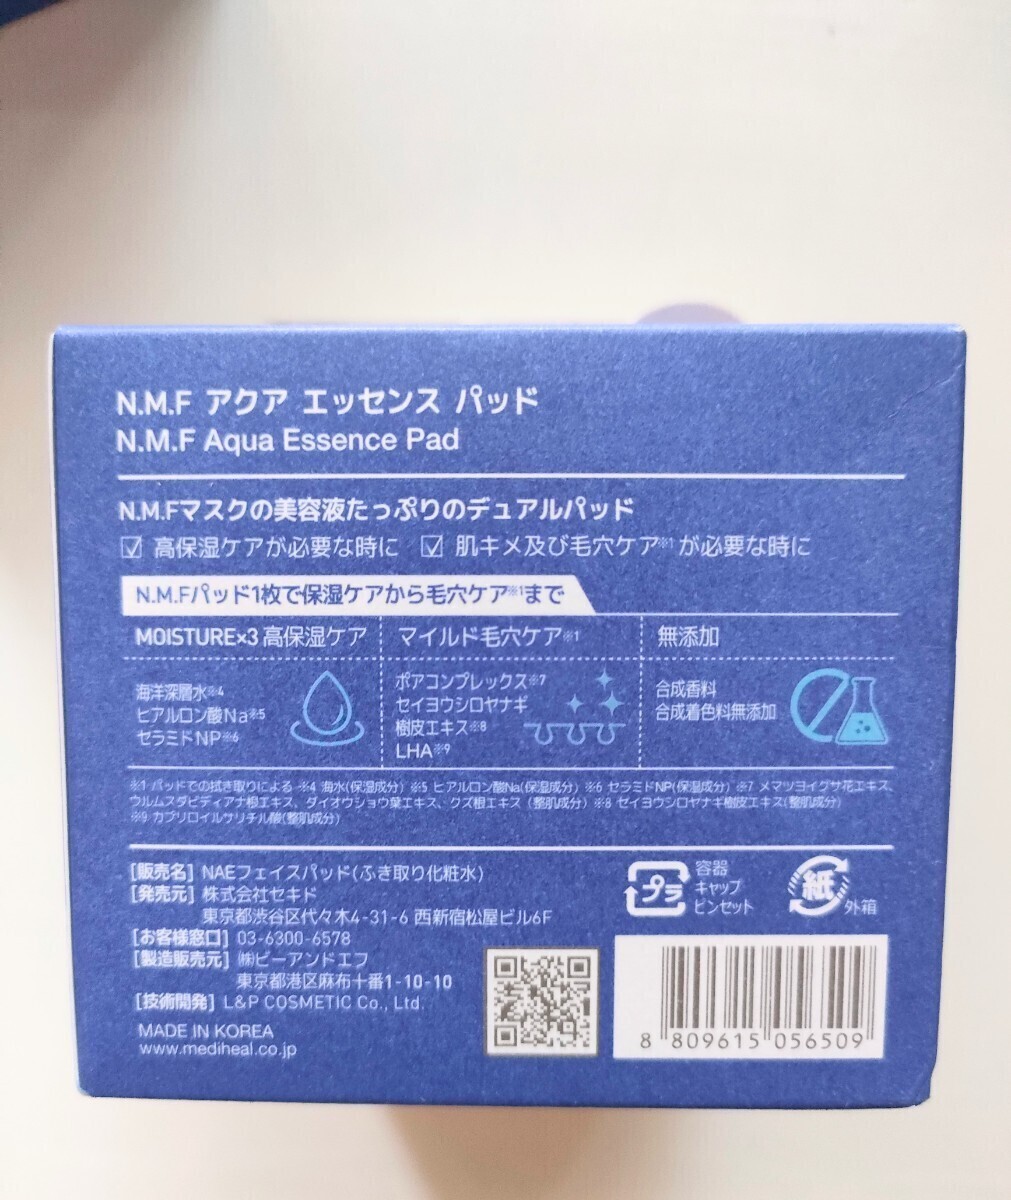 N.M.F アクア エッセンス パッド
N.M.F Aqua Essence Pad
N.M.Fマスクの美容液たっぷりのデュアルパッド
☑ 高保湿ケアが必要な時に ☑ 肌キメ及び毛穴ケア※1が必要な時に
N.M.Fパッド1枚で保湿ケアから毛穴ケア※1まで
MOISTURE×3 高保湿ケア
海洋深層水※4
ヒアルロン酸Na※5
セラミドNP※6
マイルド毛穴ケア※1
ポアコンプレックス※7
セイヨウシロヤナギ
樹皮エキス※8
LHA※9
無添加
合成香料
合成着色料無添加
※1 パッドでの拭き取りによる ※4 海水(保湿成分) ※5 ヒアルロン酸Na(保湿成分) ※6 セラミドNP(保湿成分) ※7 メマツヨイグサ花エキス、
ウルムスダビディアナ根エキス、ダイオウショウ葉エキス、クズ根エキス(整肌成分) ※8 セイヨウシロヤナギ樹皮エキス(整肌成分)
※9 カプリロイルサリチル酸(整肌成分)
[販売名] NAEフェイスパッド(ふき取り化粧水)
[発売元] 株式会社セキド
東京都渋谷区代々木4-31-6 西新宿松屋ビル6F
[お客様窓口] 03-6300-6578
[製造販売元] ㈱ビーアンドエフ
東京都港区麻布十番1-10-10
[技術開発] L&P COSMETIC Co., Ltd.
MADE IN KOREA
www.mediheal.co.jp
プラ
容器
キャップ
ピンセット
紙
外箱
8 809615 056509